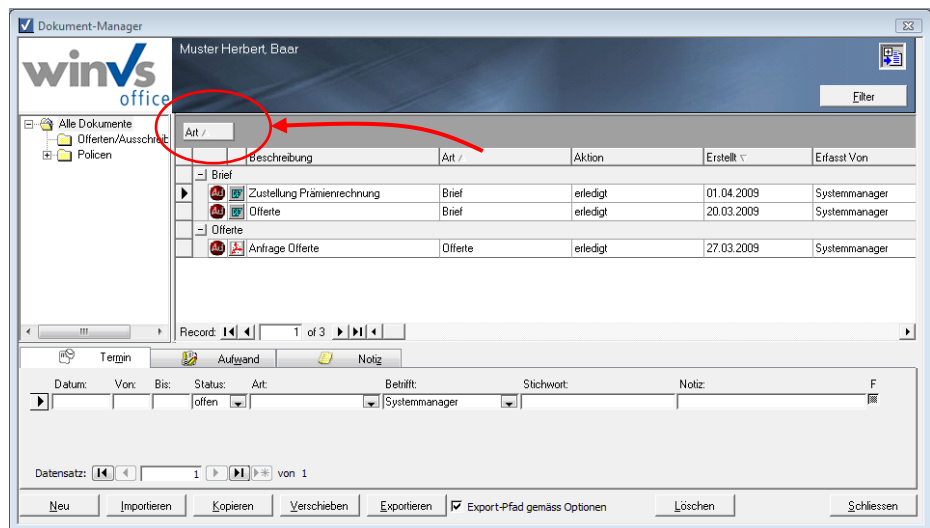 Dokument-Manager
winVs
office
Muster Herbert, Baar
Filter
Alle Dokumente
Offerten/Ausschreib
Policen
Art
Beschreibung Art Aktion Erstellt Erfasst Von
Brief
Zustellung Prämienrechnung Brief erledigt 01.04.2009 Systemmanager
Offerte Brief erledigt 20.03.2009 Systemmanager
Offerte
Anfrage Offerte Offerte erledigt 27.03.2009 Systemmanager
Record: 1 of 3
Termin Aufwand Notiz
Datum: Von: Bis: Status: Art: Betrifft: Stichwort: Notiz: F
offen Systemmanager
Datensatz: 1 von 1
Neu Importieren Kopieren Verschieben Exportieren Export-Pfad gemäss Optionen Löschen Schliessen